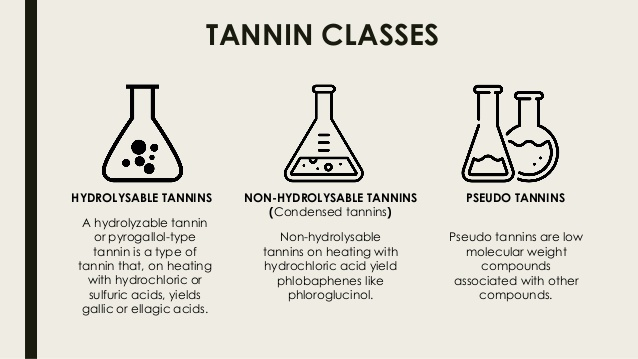 TANNIN CLASSES
HYDROLYSABLE TANNINS
A hydrolyzable tannin
or pyrogallol-type
tannin is a type of
tannin that, on heating
with hydrochloric or
sulfuric acids, yields
gallic or ellagic acids.
NON-HYDROLYSABLE TANNINS
(Condensed tannins)
Non-hydrolysable
tannins on heating with
hydrochloric acid yield
phlobaphenes like
phloroglucinol.
PSEUDO TANNINS
Pseudo tannins are low
molecular weight
compounds
associated with other
compounds.